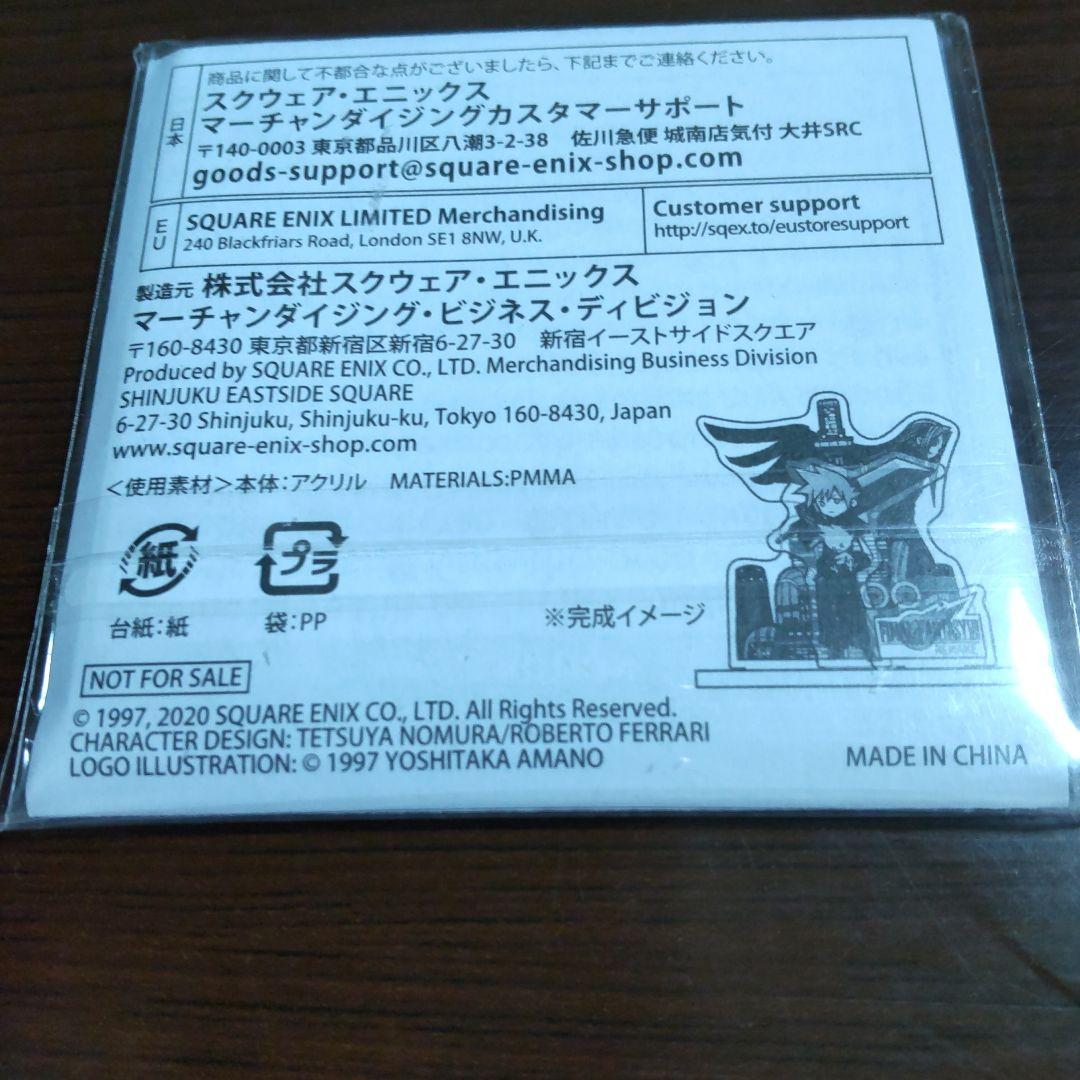 商品に関して不都合な点がございましたら、下記までご連絡ください。
日本
スクウェア・エニックス
マーチャンダイジングカスタマーサポート
〒140-0003 東京都品川区八潮3-2-38 佐川急便 城南店気付 大井SRC
goods-support@square-enix-shop.com
EU
SQUARE ENIX LIMITED Merchandising
240 Blackfriars Road, London SE1 8NW, U.K.
Customer support
http://sqex.to/eustoresupport
製造元 株式会社スクウェア・エニックス
マーチャンダイジング・ビジネス・ディビジョン
〒160-8430 東京都新宿区新宿6-27-30 新宿イーストサイドスクエア
Produced by SQUARE ENIX CO., LTD. Merchandising Business Division
SHINJUKU EASTSIDE SQUARE
6-27-30 Shinjuku, Shinjuku-ku, Tokyo 160-8430, Japan
www.square-enix-shop.com
＜使用素材＞本体：アクリル MATERIALS:PMMA
紙
プラ
台紙：紙
袋：PP
※完成イメージ
FINAL FANTASY VII
REMAKE
NOT FOR SALE
© 1997, 2020 SQUARE ENIX CO., LTD. All Rights Reserved.
CHARACTER DESIGN: TETSUYA NOMURA/ROBERTO FERRARI
LOGO ILLUSTRATION: © 1997 YOSHITAKA AMANO
MADE IN CHINA